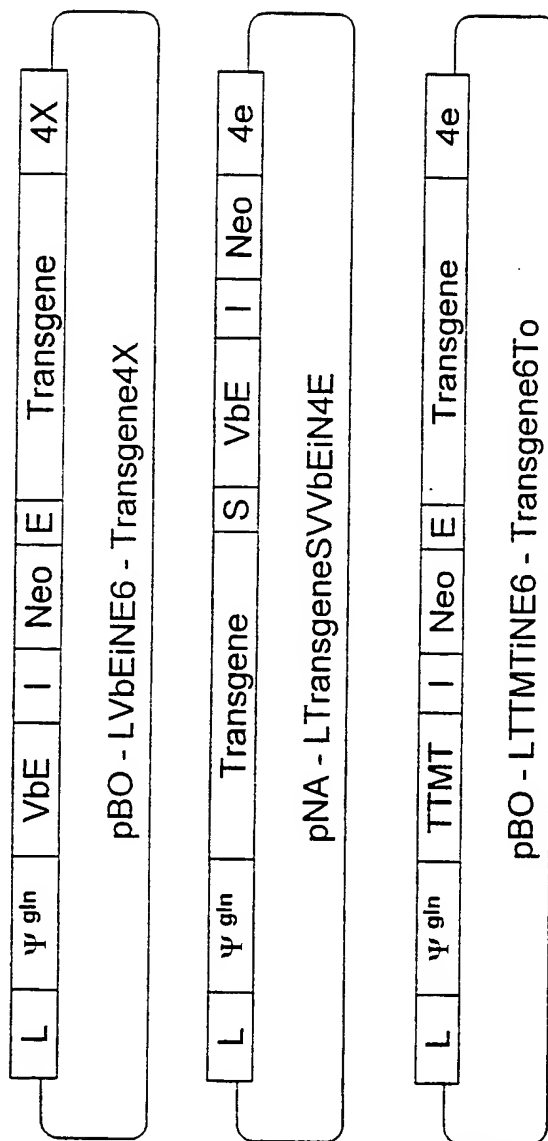 L Ψ gln VbE I Neo E Transgene 4X
pBO - LVbEiNE6 - Transgene4X
L Ψ gln Transgene S VbE I Neo 4e
pNA - LTransgeneSVVbEiN4E
L Ψ gln TTMT I Neo E Transgene 4e
pBO - LTTMTiNE6 - Transgene6To